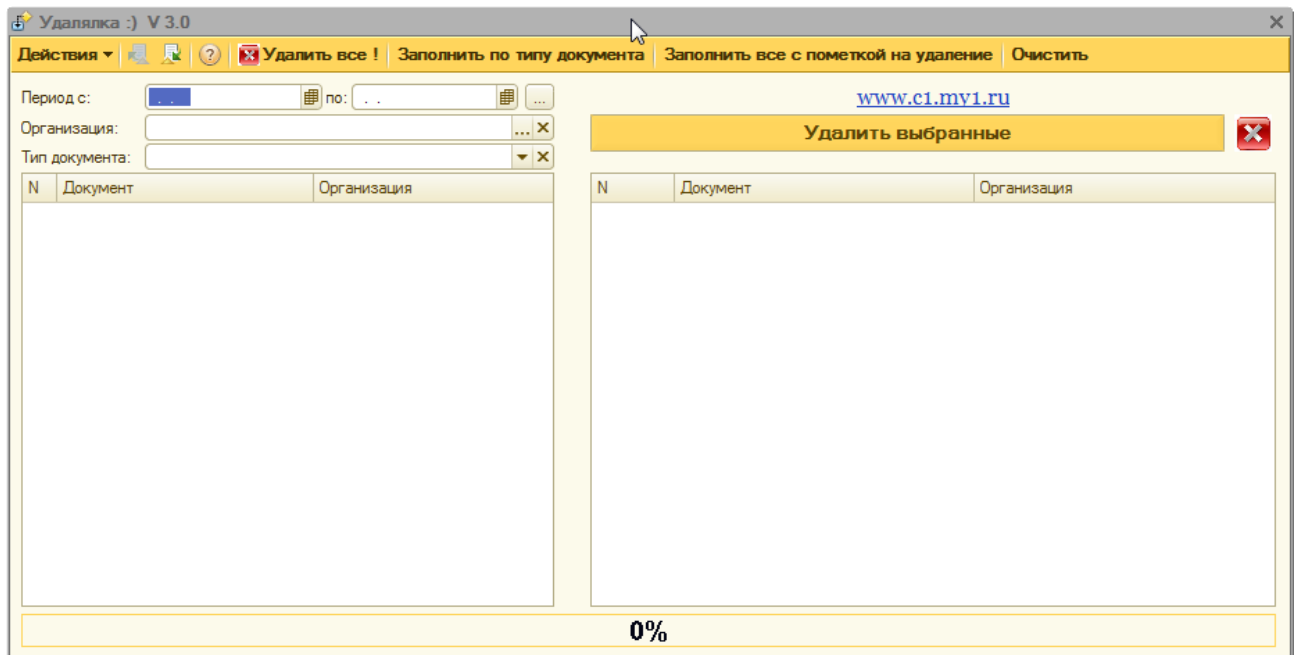 Удалялка :) V 3.0
Действия Удалить все ! Заполнить по типу документа Заполнить все с пометкой на удаление Очистить
Период с: . . по: . . ...
www.c1.my1.ru
Организация: ...
Удалить выбранные
Тип документа:
N Документ Организация
N Документ Организация
0%